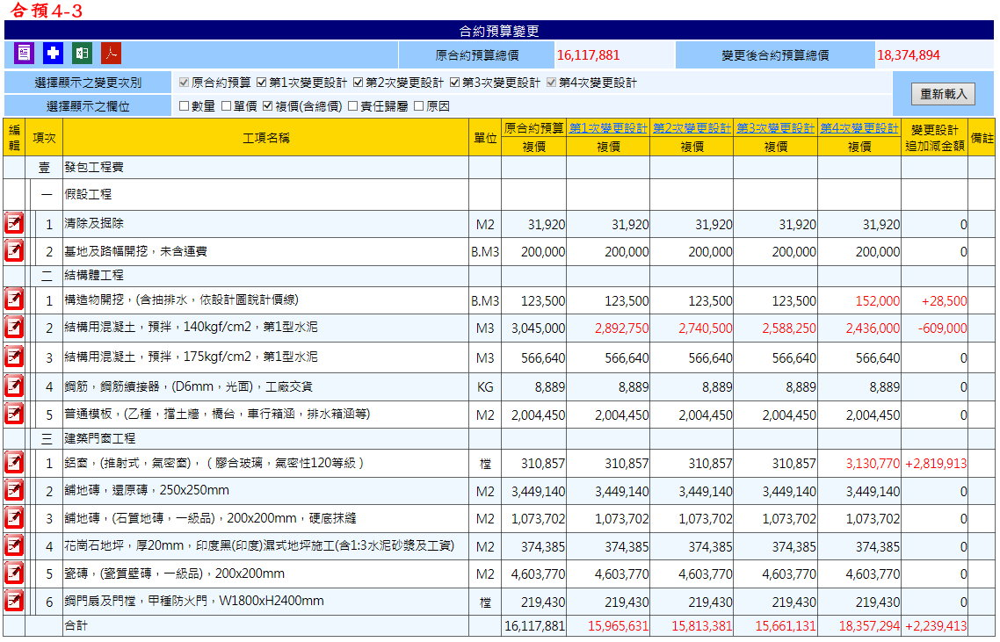 合預4-3
合約預算變更
原合約預算總價 16,117,881 變更後合約預算總價 18,374,894
選擇顯示之變更次別 原合約預算 第1次變更設計 第2次變更設計 第3次變更設計 第4次變更設計
選擇顯示之欄位 數量 單價 複價(含總價) 責任歸屬 原因
重新載入
編輯 項次 工項名稱 單位 原合約預算 第1次變更設計 第2次變更設計 第3次變更設計 第4次變更設計 變更設計追加減金額 備註
複價 複價 複價 複價 複價
壹 發包工程費
一 假設工程
1 清除及掘除 M2 31,920 31,920 31,920 31,920 31,920 0
2 基地及路幅開挖，未含運費 B.M3 200,000 200,000 200,000 200,000 200,000 0
二 結構體工程
1 構造物開挖，(含抽排水，依設計圖說計價線) B.M3 123,500 123,500 123,500 123,500 152,000 +28,500
2 結構用混凝土，預拌，140kgf/cm2，第1型水泥 M3 3,045,000 2,892,750 2,740,500 2,588,250 2,436,000 -609,000
3 結構用混凝土，預拌，175kgf/cm2，第1型水泥 M3 566,640 566,640 566,640 566,640 566,640 0
4 鋼筋，鋼筋續接器，(D6mm，光面)，工廠交貨 KG 8,889 8,889 8,889 8,889 8,889 0
5 普通模板，(乙種，擋土牆，橋台，車行箱涵，排水箱涵等) M2 2,004,450 2,004,450 2,004,450 2,004,450 2,004,450 0
三 建築門窗工程
1 鋁窗，(推射式，氣密窗)，（膠合玻璃，氣密性120等級） 樘 310,857 310,857 310,857 310,857 3,130,770 +2,819,913
2 舖地磚，還原磚，250x250mm M2 3,449,140 3,449,140 3,449,140 3,449,140 3,449,140 0
3 舖地磚，(石質地磚，一級品)，200x200mm，硬底抹縫 M2 1,073,702 1,073,702 1,073,702 1,073,702 1,073,702 0
4 花崗石地坪，厚20mm，印度黑(印度)濕式地坪施工(含1:3水泥砂漿及工資) M2 374,385 374,385 374,385 374,385 374,385 0
5 瓷磚，(瓷質壁磚，一級品)，200x200mm M2 4,603,770 4,603,770 4,603,770 4,603,770 4,603,770 0
6 鋼門扇及門樘，甲種防火門，W1800xH2400mm 樘 219,430 219,430 219,430 219,430 219,430 0
合計 16,117,881 15,965,631 15,813,381 15,661,131 18,357,294 +2,239,413